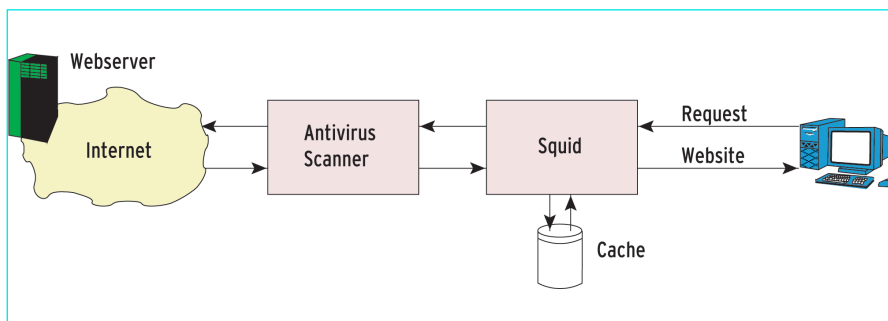 Webserver
Internet
Antivirus
Scanner
Squid
Request
Website
Cache